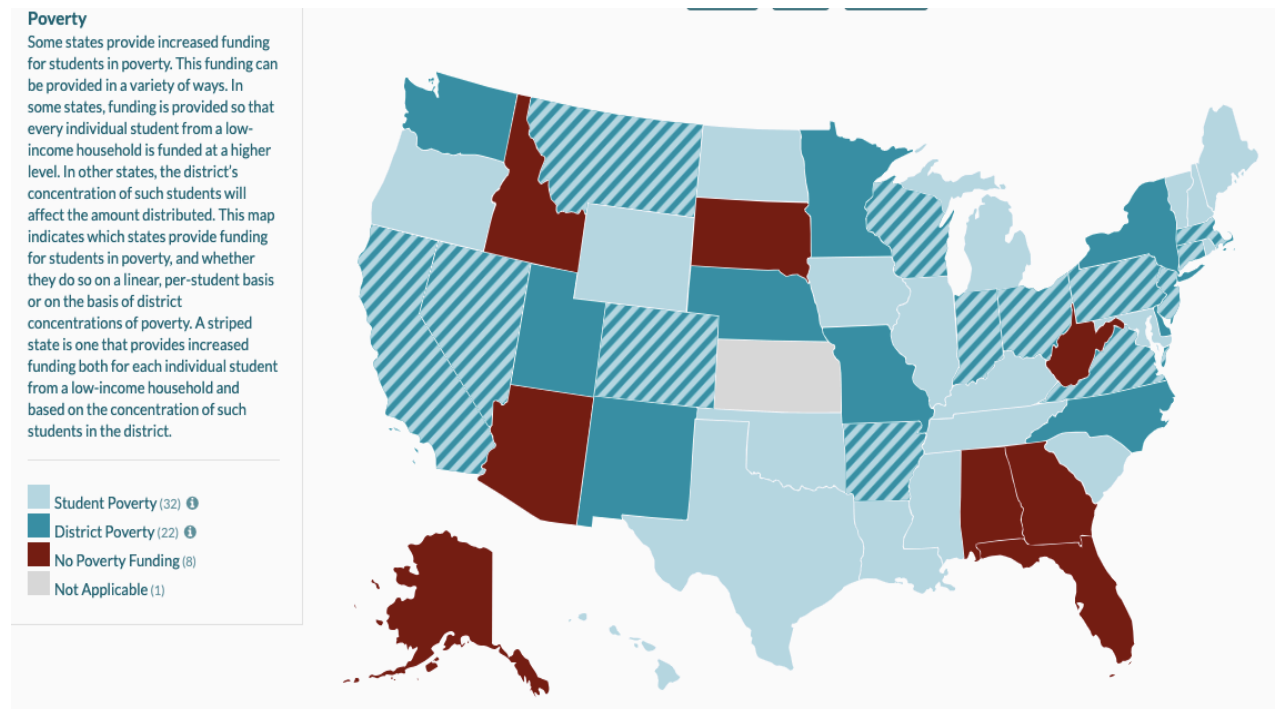 Poverty
Some states provide increased funding
for students in poverty. This funding can
be provided in a variety of ways. In
some states, funding is provided so that
every individual student from a low-
income household is funded at a higher
level. In other states, the district's
concentration of such students will
affect the amount distributed. This map
indicates which states provide funding
for students in poverty, and whether
they do so on a linear, per-student basis
or on the basis of district
concentrations of poverty. A striped
state is one that provides increased
funding both for each individual student
from a low-income household and
based on the concentration of such
students in the district.
Student Poverty (32) i
District Poverty (22) i
No Poverty Funding (8)
Not Applicable (1)